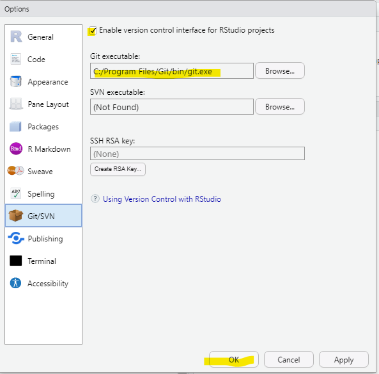 Options
General
Code
Appearance
Pane Layout
Packages
R Markdown
Sweave
Spelling
Git/SVN
Publishing
Terminal
Accessibility
Enable version control interface for RStudio projects
Git executable:
C:/Program Files/Git/bin/git.exe
Browse...
SVN executable:
(Not Found)
Browse...
SSH RSA key:
(None)
Create RSA Key...
? Using Version Control with RStudio
OK
Cancel
Apply